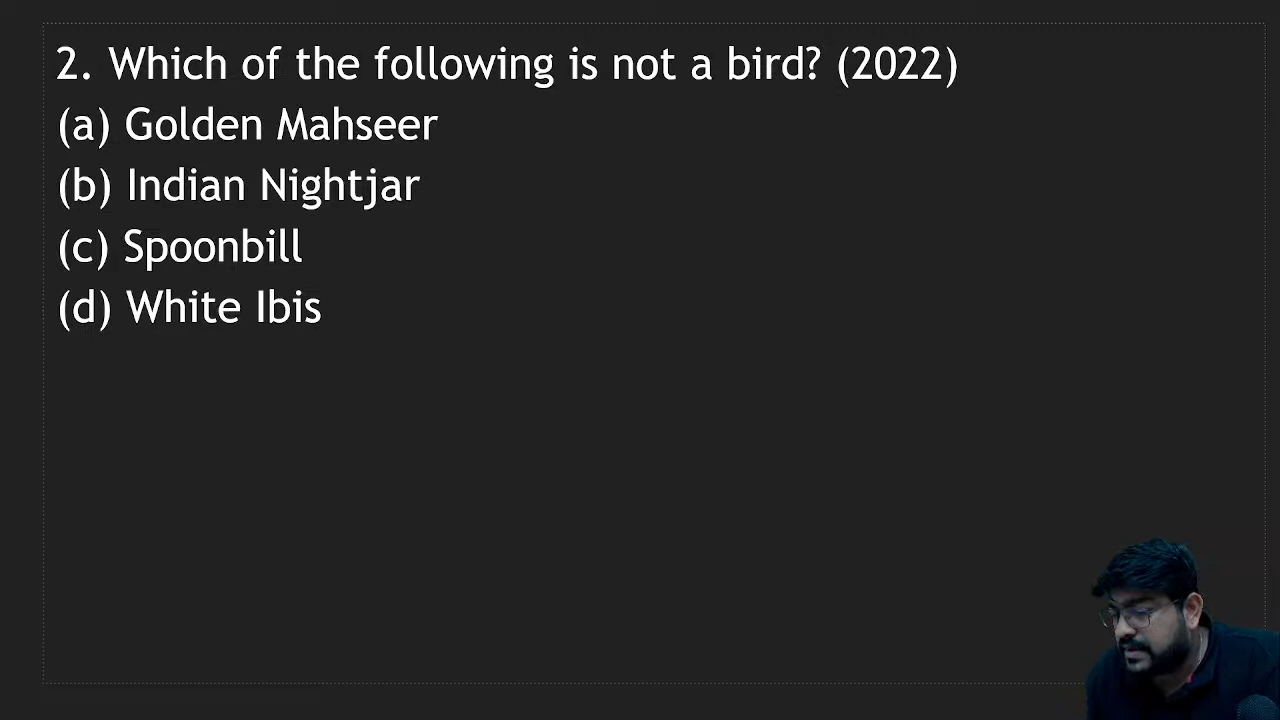 2. Which of the following is not a bird? (2022)
(a) Golden Mahseer
(b) Indian Nightjar
(c) Spoonbill
(d) White Ibis